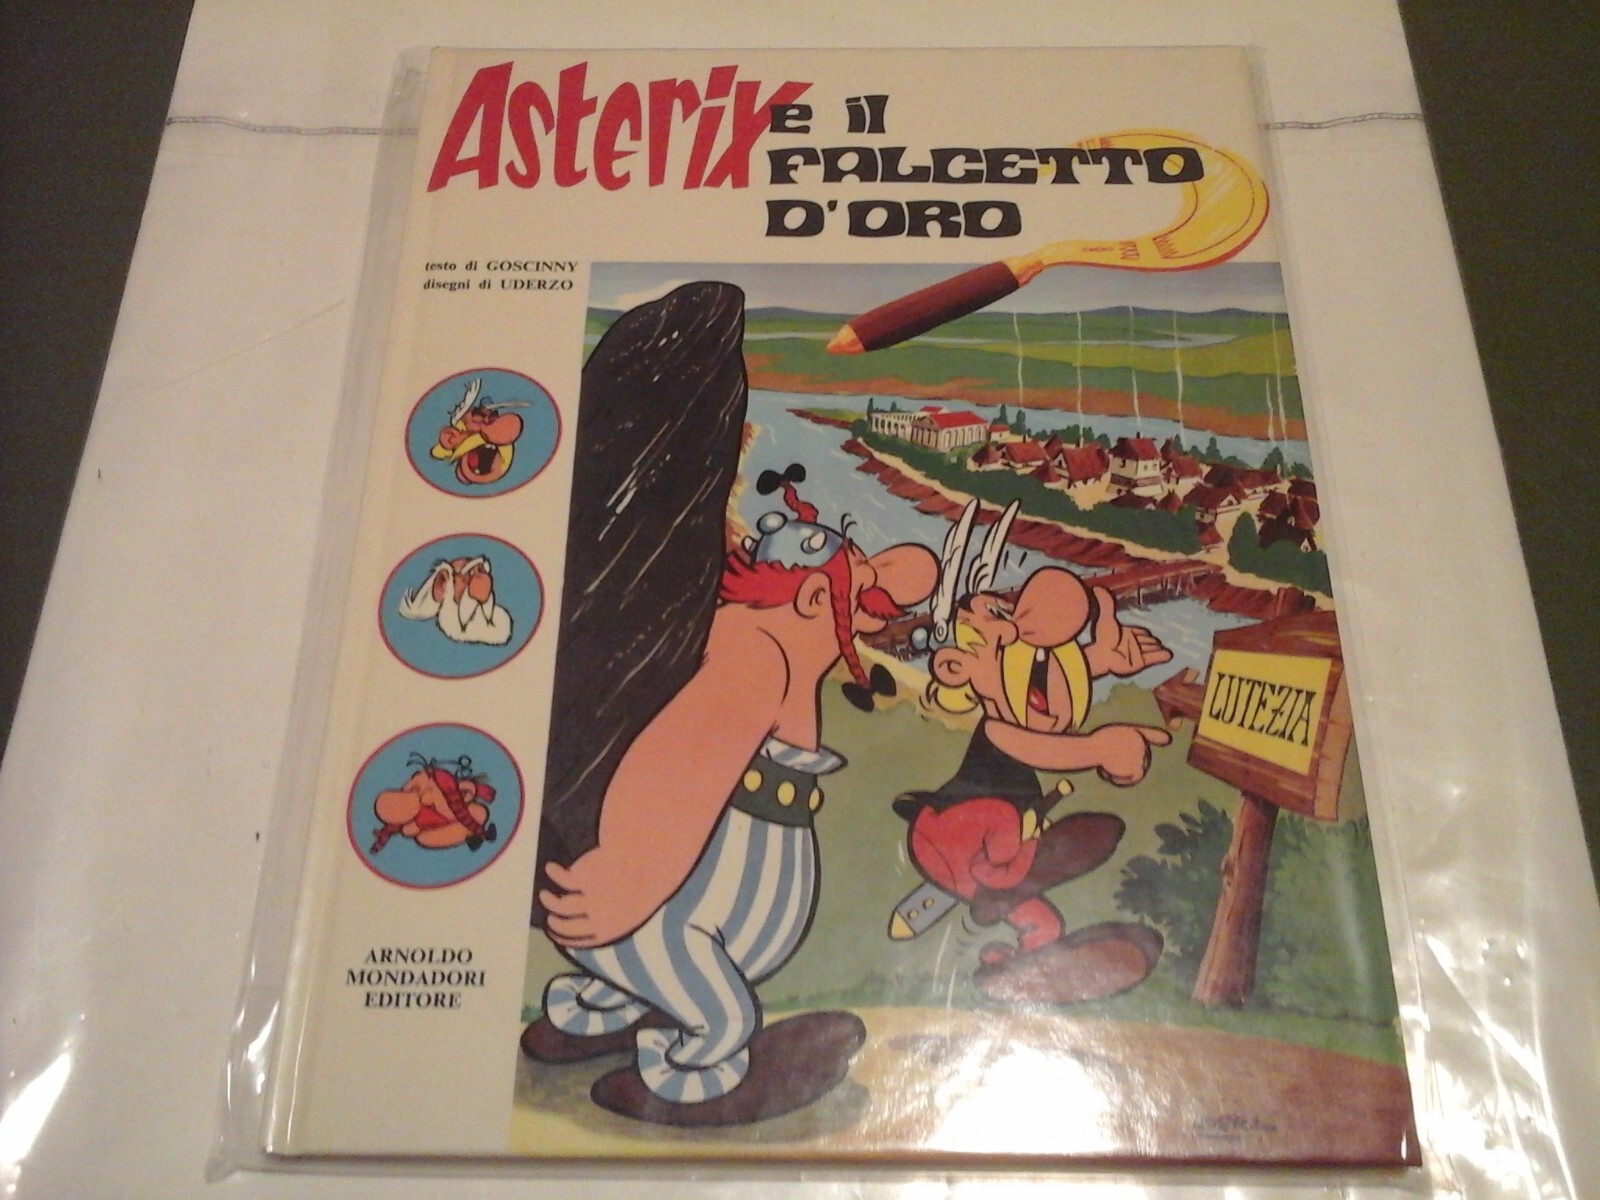 Asterix e il
FALCETTO
D'ORO
testo di GOSCINNY
disegni di UDERZO
LUTEZIA
ARNOLDO
MONDADORI
EDITORE